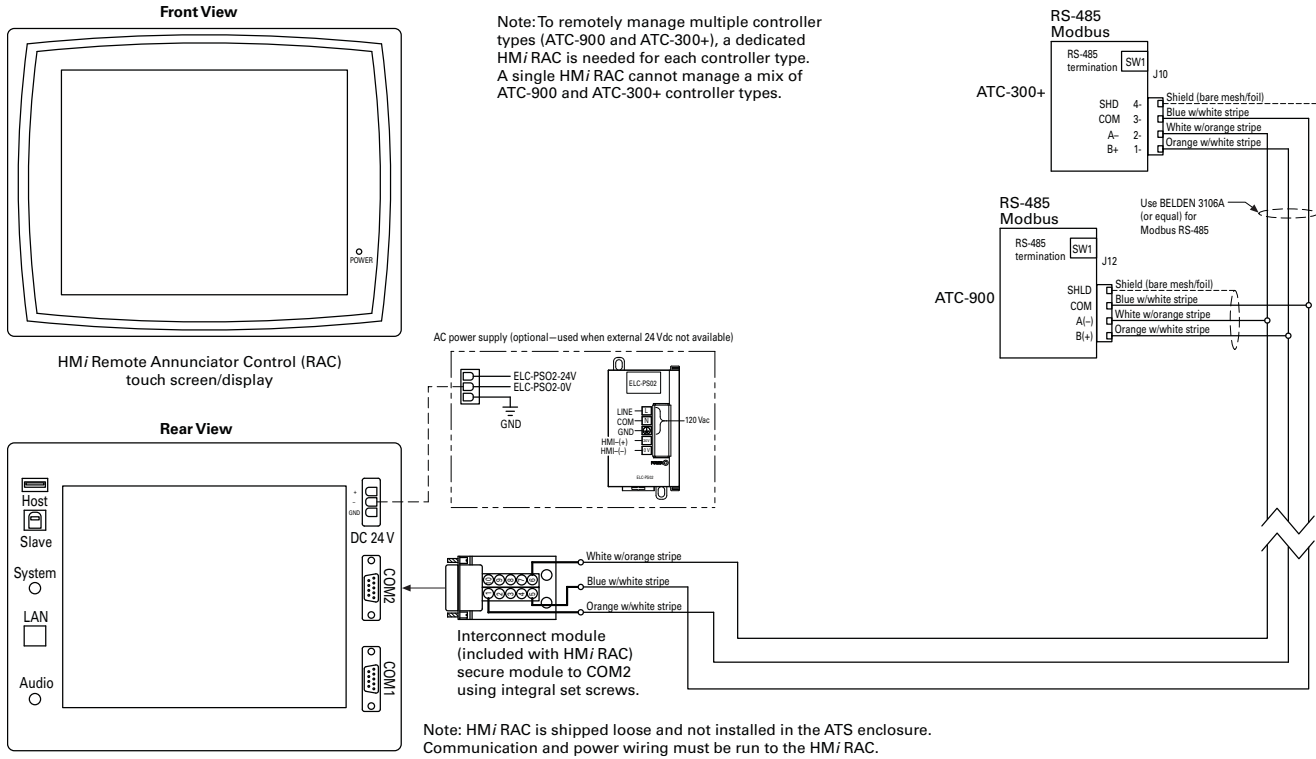 Front View
POWER
HMi Remote Annunciator Control (RAC)
touch screen/display
Note: To remotely manage multiple controller
types (ATC-900 and ATC-300+), a dedicated
HMi RAC is needed for each controller type.
A single HMi RAC cannot manage a mix of
ATC-900 and ATC-300+ controller types.
RS-485
Modbus
RS-485
termination
SW1
J10
ATC-300+
SHD 4-
COM 3-
A– 2-
B+ 1-
Shield (bare mesh/foil)
Blue w/white stripe
White w/orange stripe
Orange w/white stripe
Use BELDEN 3106A
(or equal) for
Modbus RS-485
RS-485
Modbus
RS-485
termination
SW1
J12
ATC-900
SHLD
COM
A(–)
B(+)
Shield (bare mesh/foil)
Blue w/white stripe
White w/orange stripe
Orange w/white stripe
AC power supply (optional—used when external 24 Vdc not available)
ELC-PSO2-24V
ELC-PSO2-0V
GND
ELC-PS02
LINE L
COM N
GND
HMI–(+)
HMI–(–)
120 Vac
POWER
ELC-PS02
Rear View
Host
Slave
System
LAN
Audio
+
–
GND
DC 24 V
COM2
COM1
White w/orange stripe
Blue w/white stripe
Orange w/white stripe
Interconnect module
(included with HMi RAC)
secure module to COM2
using integral set screws.
Note: HMi RAC is shipped loose and not installed in the ATS enclosure.
Communication and power wiring must be run to the HMi RAC.